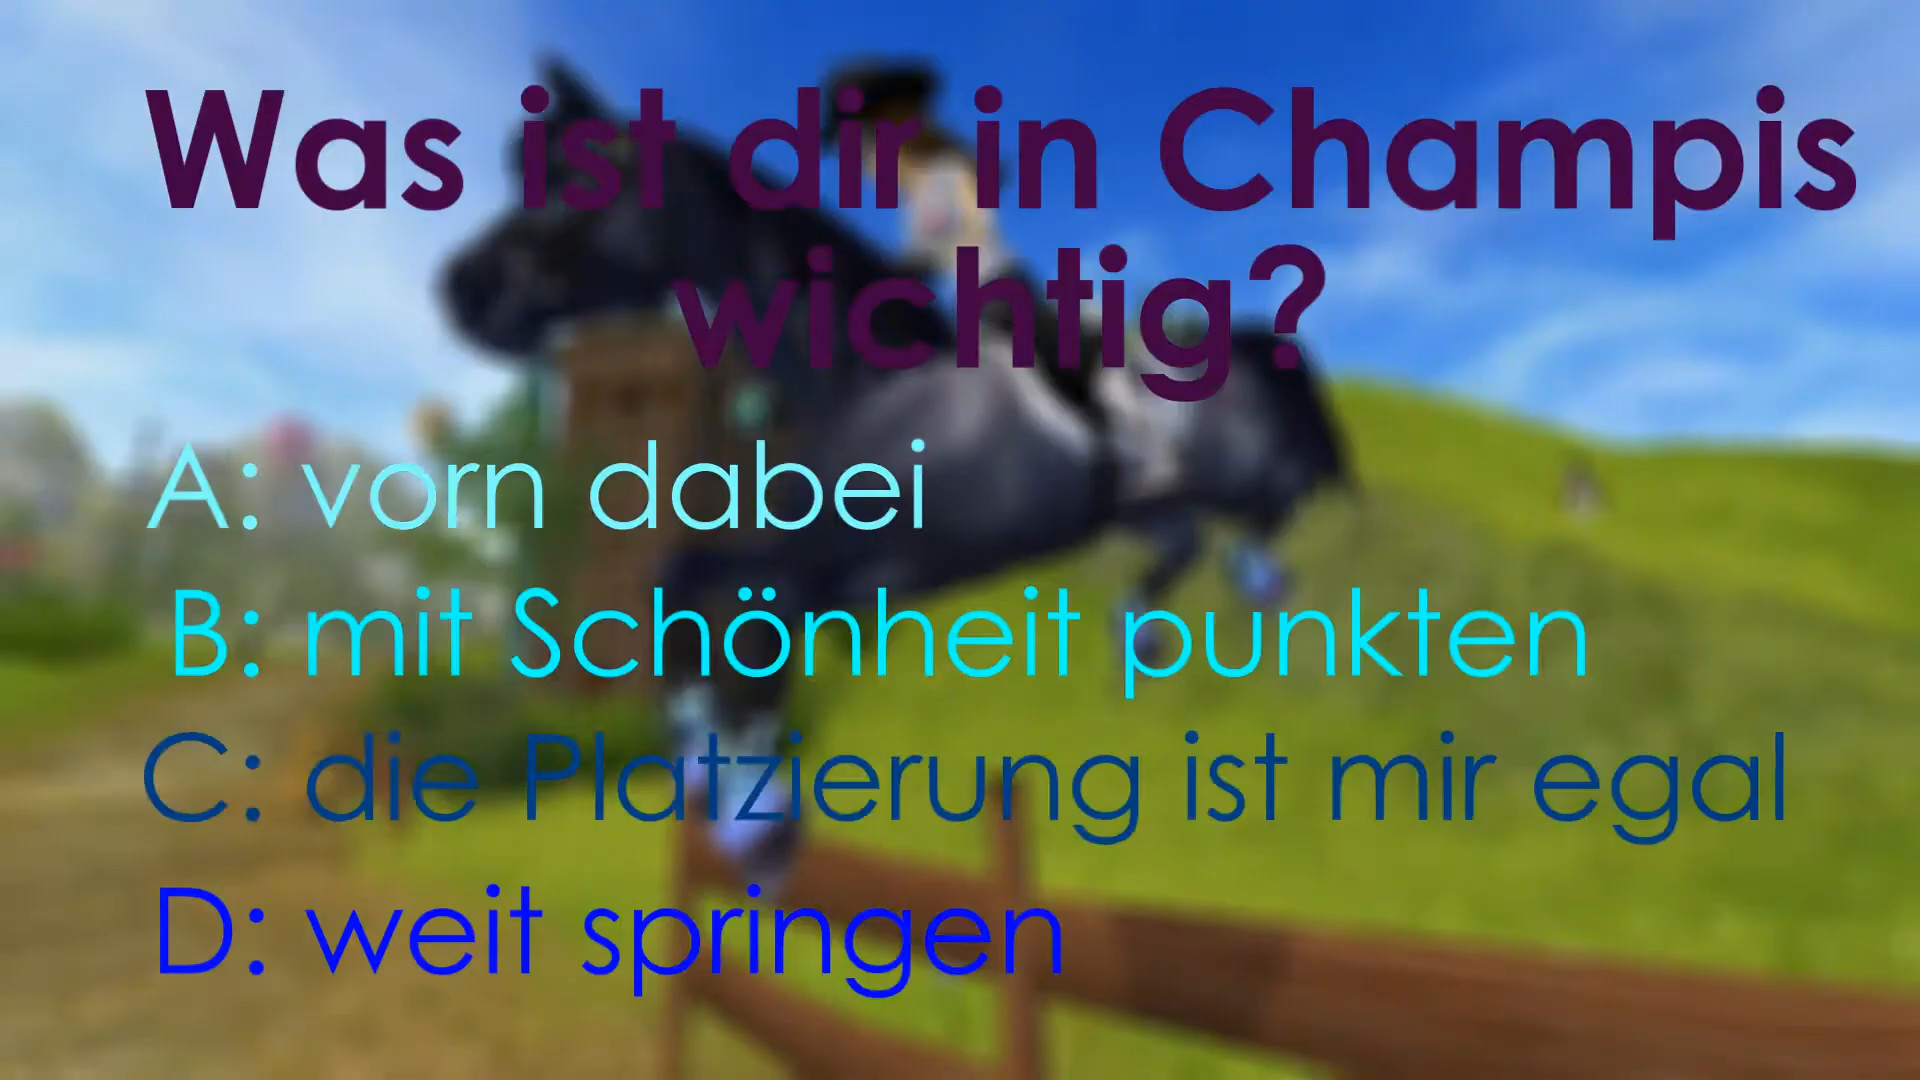 Was ist dir in Champis
wichtig?
A: vorn dabei
B: mit Schönheit punkten
C: die Platzierung ist mir egal
D: weit springen